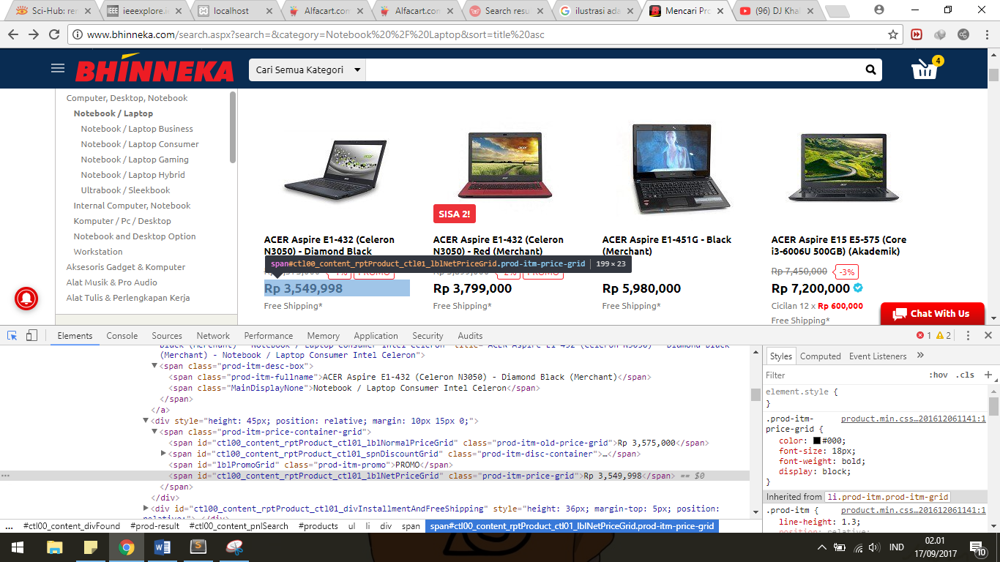 Sci-Hub: rem
ieeexplore.ie
localhost
Alfacart.com
Alfacart.com
Search resu
ilustrasi ada
Mencari Pro
(96) DJ Kha
www.bhinneka.com/search.aspx?search=&category=Notebook%20%2F%20Laptop&sort=title%20asc
BHINNEKA
Cari Semua Kategori
4
Computer, Desktop, Notebook
Notebook / Laptop
Notebook / Laptop Business
Notebook / Laptop Consumer
Notebook / Laptop Gaming
Notebook / Laptop Hybrid
Ultrabook / Sleekbook
Internal Computer, Notebook
Komputer / Pc / Desktop
Notebook and Desktop Option
Workstation
Aksesoris Gadget & Komputer
Alat Musik & Pro Audio
Alat Tulis & Perlengkapan Kerja
ACER Aspire E1-432 (Celeron
N3050) - Diamond Black
span#ctl00_content_rptProduct_ctl01_lblNetPriceGrid.prod-itm-price-grid | 199 × 23
Rp 3,549,998
Free Shipping*
SISA 2!
ACER Aspire E1-432 (Celeron
N3050) - Red (Merchant)
Rp 3,799,000
Free Shipping*
ACER Aspire E1-451G - Black
(Merchant)
Rp 5,980,000
Free Shipping*
ACER Aspire E15 E5-575 (Core
i3-6006U 500GB) (Akademik)
Rp 7,450,000 -3%
Rp 7,200,000
Cicilan 12 x Rp 600,000
Free Shipping*
Chat With Us
Elements Console Sources Network Performance Memory Application Security Audits
1 2
(Merchant) - Notebook / Laptop Consumer Intel Celeron">
<span class="prod-itm-desc-box">
<span class="prod-itm-fullname">ACER Aspire E1-432 (Celeron N3050) - Diamond Black (Merchant)</span>
<span class="MainDisplayNone">Notebook / Laptop Consumer Intel Celeron</span>
</span>
</a>
<div style="height: 45px; position: relative; margin: 10px 15px 0;">
<span class="prod-itm-price-container-grid">
<span id="ctl00_content_rptProduct_ctl01_lblNormalPriceGrid" class="prod-itm-old-price-grid">Rp 3,575,000</span>
<span id="ctl00_content_rptProduct_ctl01_spnDiscountGrid" class="prod-itm-disc-container">…</span>
<span id="lblPromoGrid" class="prod-itm-promo">PROMO</span>
<span id="ctl00_content_rptProduct_ctl01_lblNetPriceGrid" class="prod-itm-price-grid">Rp 3,549,998</span> == $0
</span>
</div>
<div id="ctl00_content_rptProduct_ctl01_divInstallmentAndFreeShipping" style="height: 36px; margin-top: 5px; position:
relative;">…</div>
... #ctl00_content_divFound #prod-result #ctl00_content_pnlSearch #products ul li div span span#ctl00_content_rptProduct_ctl01_lblNetPriceGrid.prod-itm-price-grid
Styles Computed Event Listeners »
Filter :hov .cls +
element.style {
}
.prod-itm- product.min.css…201612061141:1
price-grid {
color: #000;
font-size: 18px;
font-weight: bold;
display: block;
}
Inherited from li.prod-itm.prod-itm-grid
.prod-itm { product.min.css…201612061141:1
line-height: 1.3;
position: relative;
IND
02.01
17/09/2017
10